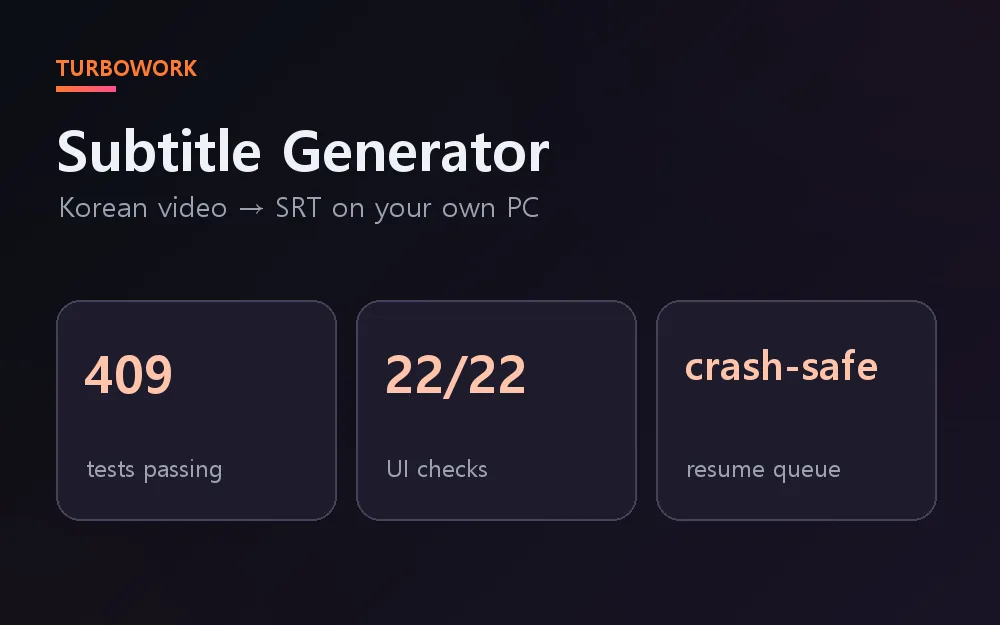 TURBOWORK
Subtitle Generator
Korean video → SRT on your own PC
409
tests passing
22/22
UI checks
crash-safe
resume queue